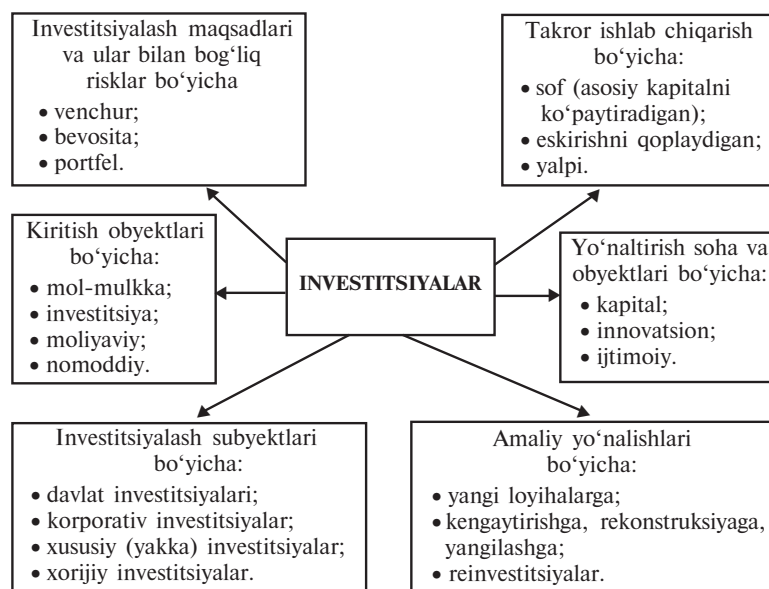 Investitsiyalash maqsadlari
va ular bilan bog‘liq
risklar bo‘yicha
• venchur;
• bevosita;
• portfel.
Takror ishlab chiqarish
bo‘yicha:
• sof (asosiy kapitalni
ko‘paytiradigan);
• eskirishni qoplaydigan;
• yalpi.
Kiritish obyektlari
bo‘yicha:
• mol-mulkka;
• investitsiya;
• moliyaviy;
• nomoddiy.
INVESTITSIYALAR
Yo‘naltirish soha va
obyektlari bo‘yicha:
• kapital;
• innovatsion;
• ijtimoiy.
Investitsiyalash subyektlari
bo‘yicha:
• davlat investitsiyalari;
• korporativ investitsiyalar;
• xususiy (yakka) investitsiyalar;
• xorijiy investitsiyalar.
Amaliy yo‘nalishlari
bo‘yicha:
• yangi loyihalarga;
• kengaytirishga, rekonstruksiyaga,
yangilashga;
• reinvestitsiyalar.